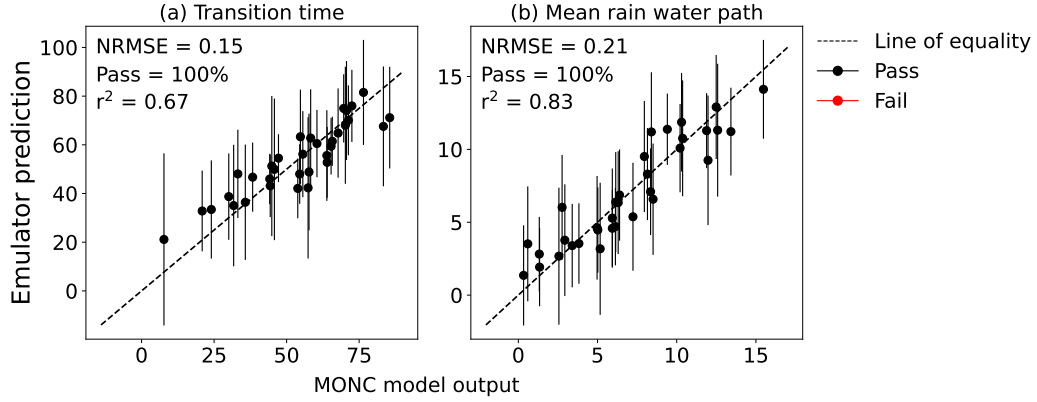 (a) Transition time
NRMSE = 0.15
Pass = 100%
r² = 0.67
100
80
60
40
20
0
0
25
50
75
Emulator prediction
(b) Mean rain water path
NRMSE = 0.21
Pass = 100%
r² = 0.83
15
10
5
0
0
5
10
15
MONC model output
Line of equality
Pass
Fail